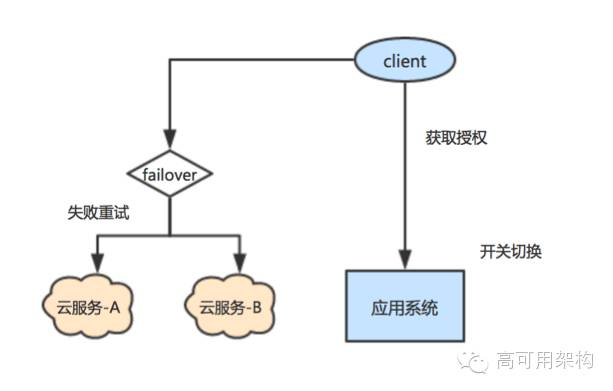 client
获取授权
failover
失败重试
开关切换
云服务-A
云服务-B
应用系统
高可用架构